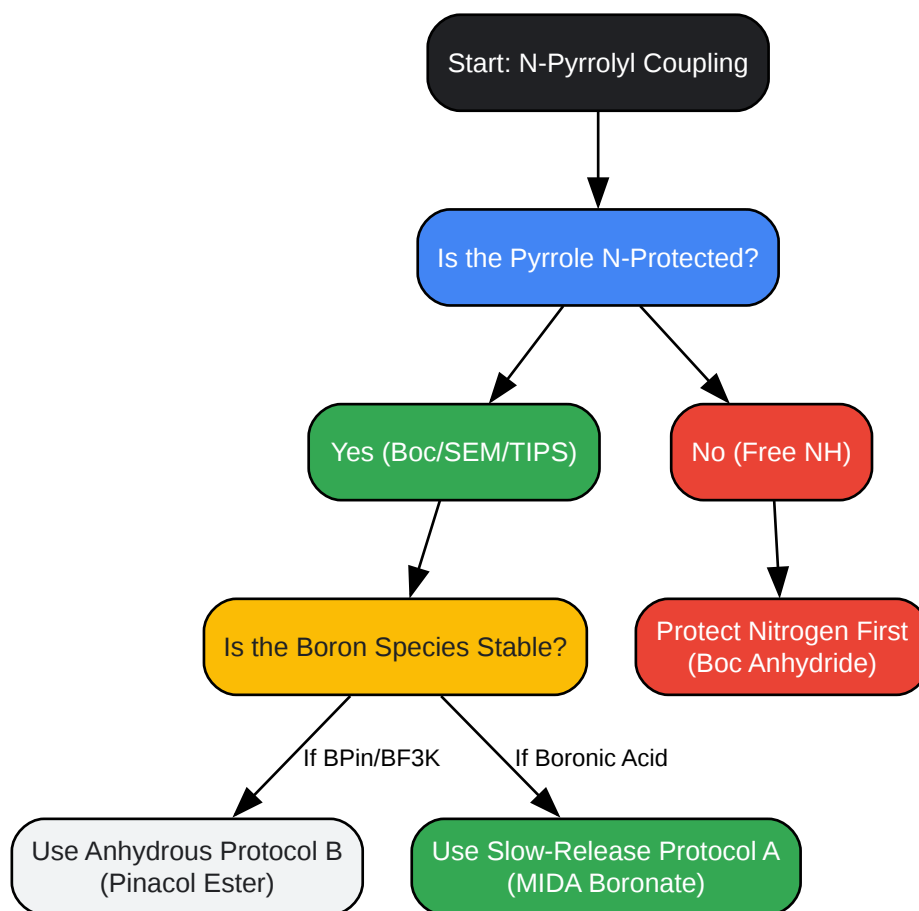 Start: N-Pyrrolyl Coupling
Is the Pyrrole N-Protected?
Yes (Boc/SEM/TIPS)
No (Free NH)
Is the Boron Species Stable?
Protect Nitrogen First
(Boc Anhydride)
If BPin/BF3K
If Boronic Acid
Use Anhydrous Protocol B
(Pinacol Ester)
Use Slow-Release Protocol A
(MIDA Boronate)